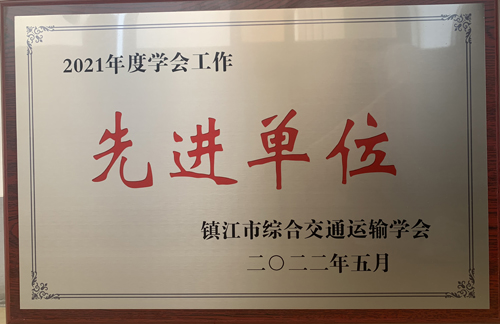 2021年度学会工作
先进单位
镇江市综合交通运输学会
二〇二二年五月